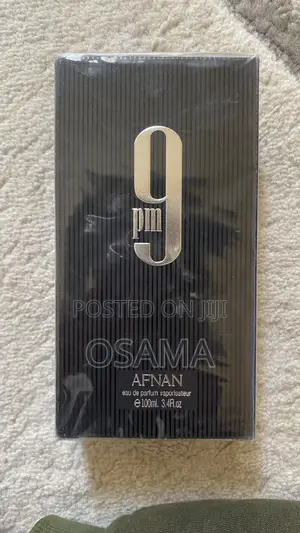 9
pm
POSTED ON JIJI
OSAMA
AFNAN
eau de parfum vaporisateur
℮100ml. 3.4Fl.oz